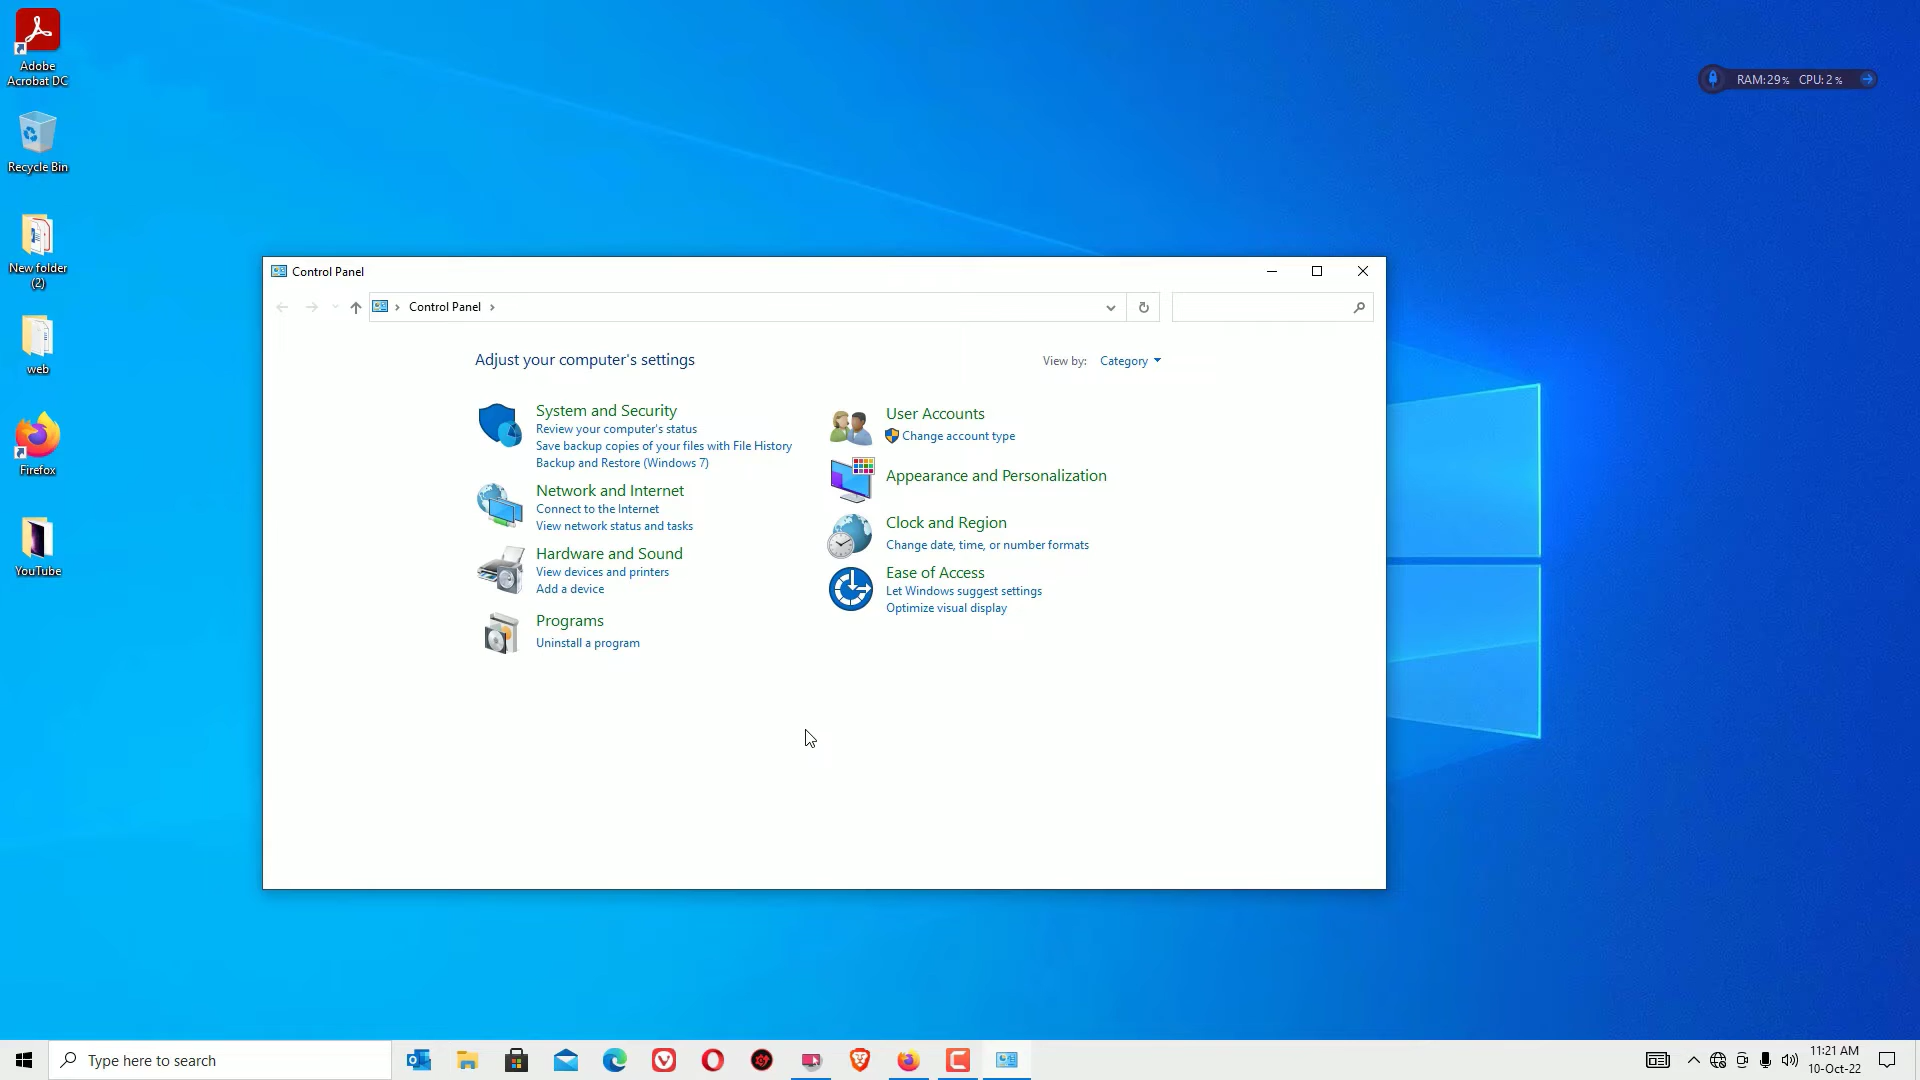 Adobe
Acrobat DC
Recycle Bin
New folder
(2)
web
Firefox
YouTube
RAM:29% CPU:2%
Control Panel
Control Panel
Adjust your computer's settings
View by: Category
System and Security
Review your computer's status
Save backup copies of your files with File History
Backup and Restore (Windows 7)
Network and Internet
Connect to the Internet
View network status and tasks
Hardware and Sound
View devices and printers
Add a device
Programs
Uninstall a program
User Accounts
Change account type
Appearance and Personalization
Clock and Region
Change date, time, or number formats
Ease of Access
Let Windows suggest settings
Optimize visual display
Type here to search
11:21 AM
10-Oct-22